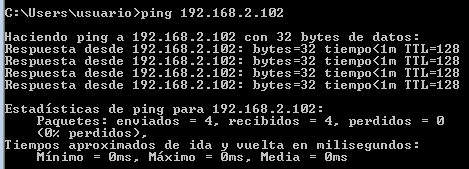 C:\Users\usuario>ping 192.168.2.102
Haciendo ping a 192.168.2.102 con 32 bytes de datos:
Respuesta desde 192.168.2.102: bytes=32 tiempo<1m TTL=128
Respuesta desde 192.168.2.102: bytes=32 tiempo<1m TTL=128
Respuesta desde 192.168.2.102: bytes=32 tiempo<1m TTL=128
Respuesta desde 192.168.2.102: bytes=32 tiempo<1m TTL=128
Estadísticas de ping para 192.168.2.102:
Paquetes: enviados = 4, recibidos = 4, perdidos = 0
(0% perdidos),
Tiempos aproximados de ida y vuelta en milisegundos:
Mínimo = 0ms, Máximo = 0ms, Media = 0ms